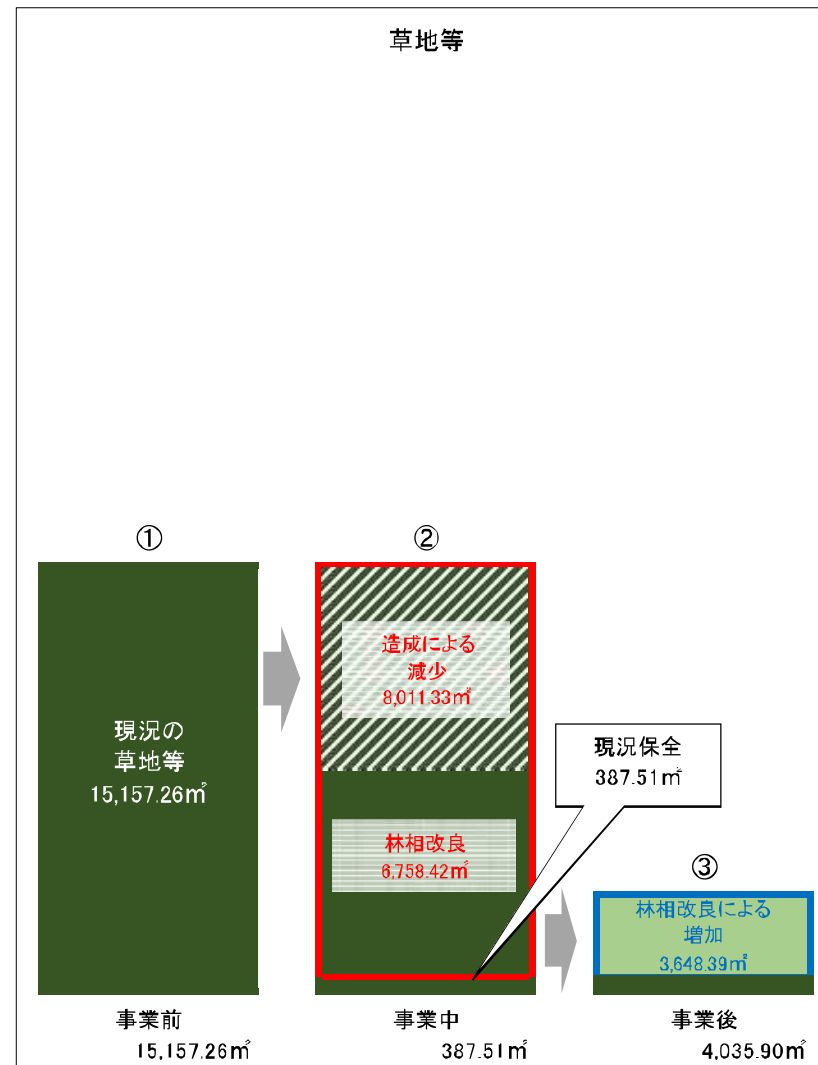 草地等
①
現況の
草地等
15,157.26㎡
②
造成による
減少
8,011.33㎡
林相改良
6,758.42㎡
現況保全
387.51㎡
③
林相改良による
増加
3,648.39㎡
事業前
15,157.26㎡
事業中
387.51㎡
事業後
4,035.90㎡